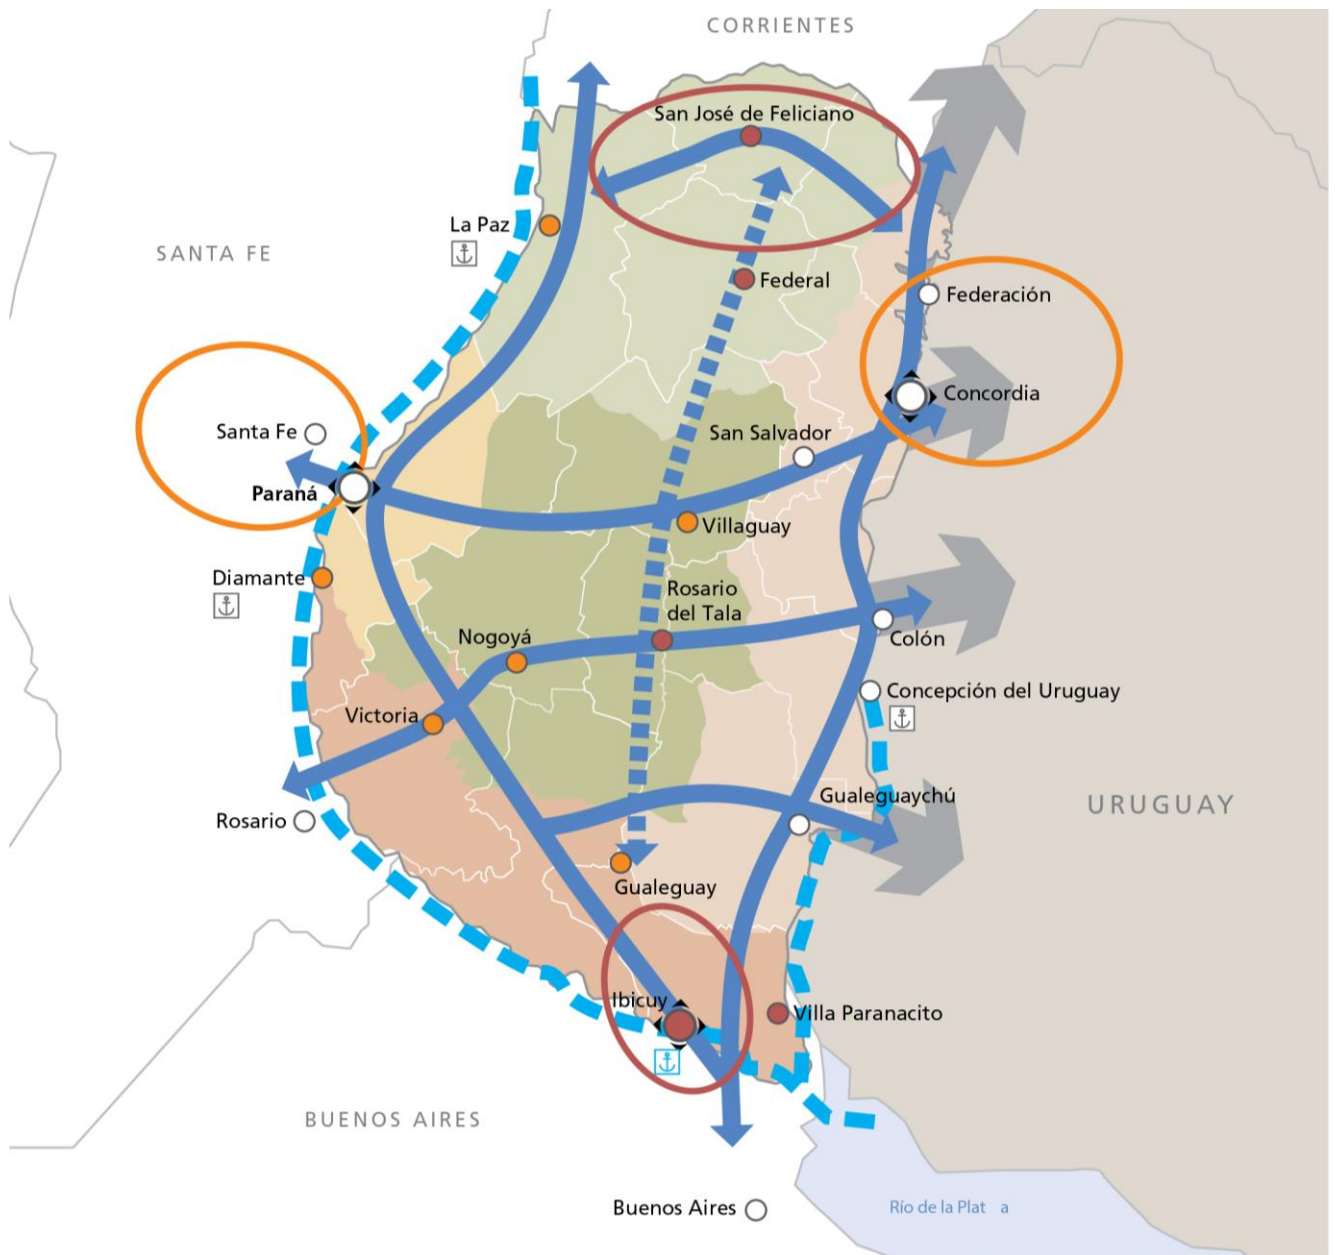 CORRIENTES
San José de Feliciano
La Paz
SANTA FE
Federal
Federación
Concordia
Santa Fe
San Salvador
Paraná
Villaguay
Diamante
Rosario
del Tala
Nogoyá
Colón
Concepción del Uruguay
Victoria
Gualeguaychú
URUGUAY
Rosario
Gualeguay
Ibicuy
Villa Paranacito
BUENOS AIRES
Buenos Aires
Río de la Plat a